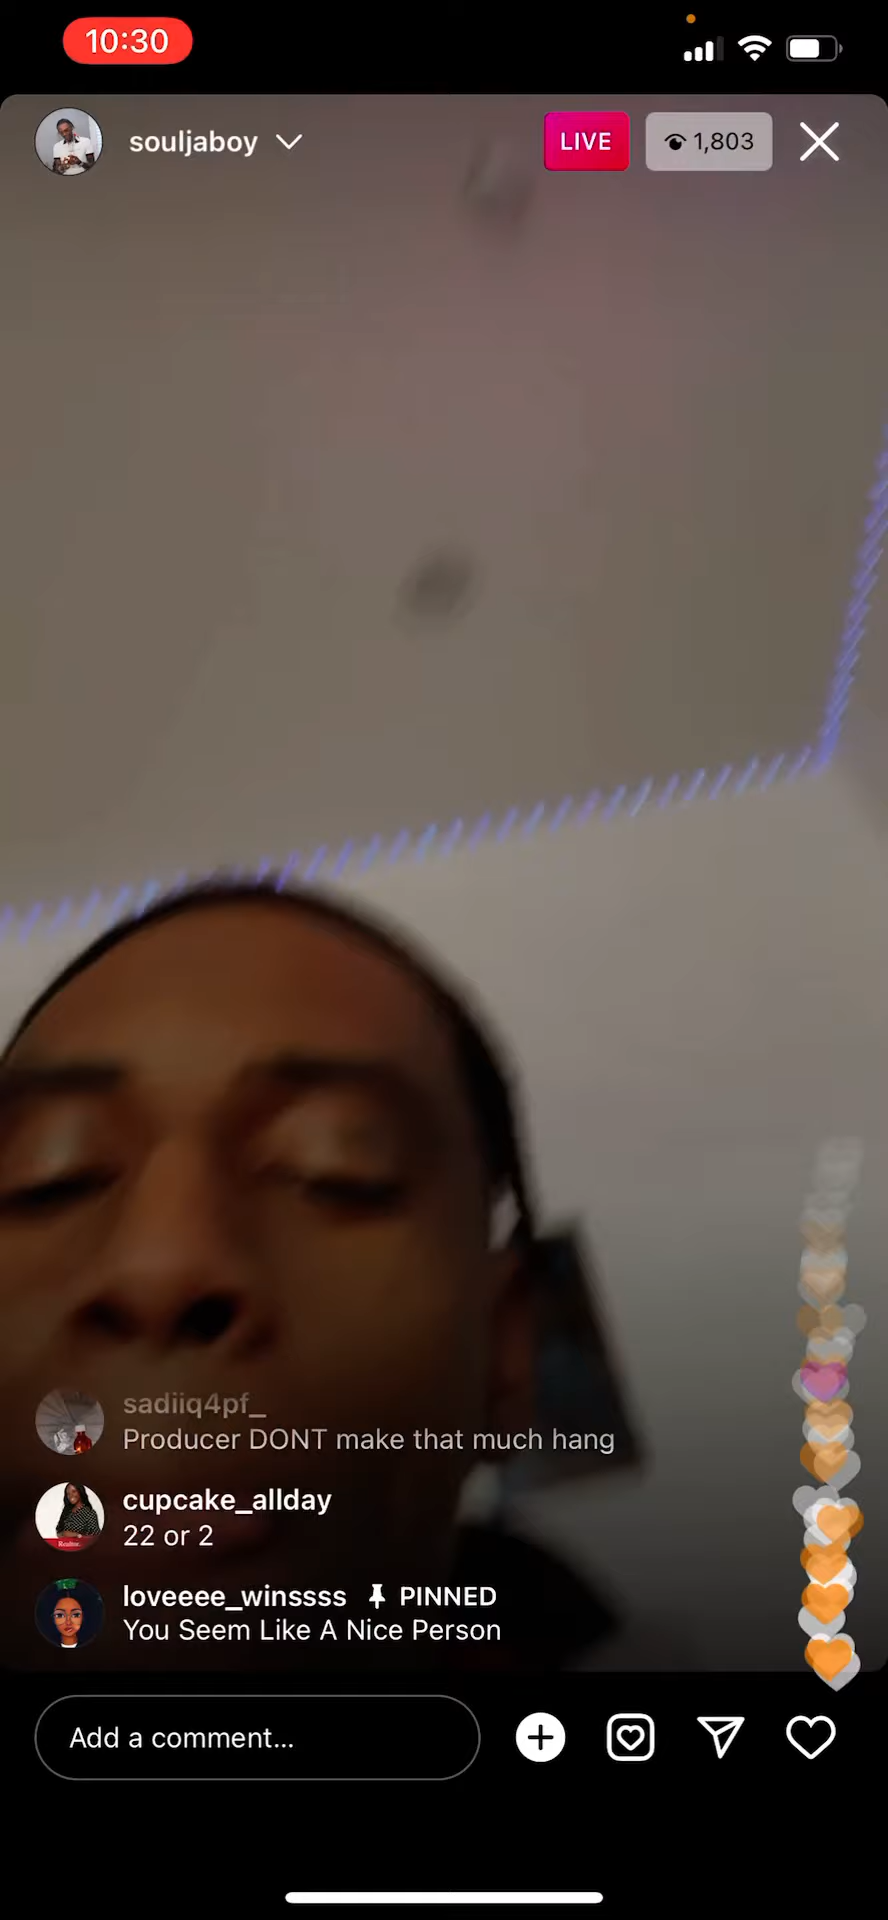 10:30
souljaboy
LIVE
1,803
sadiiq4pf_
Producer DONT make that much hang
cupcake_allday
22 or 2
loveeee_winssss PINNED
You Seem Like A Nice Person
Add a comment...